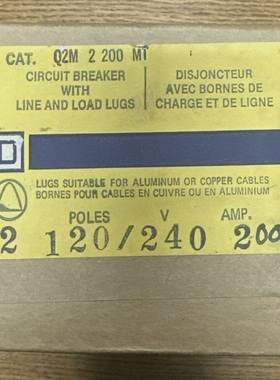 CAT. Q2M 2 200 MT
CIRCUIT BREAKER
WITH
LINE AND LOAD LUGS
DISJONCTEUR
AVEC BORNES DE
CHARGE ET DE LIGNE
D
LUGS SUITABLE FOR ALUMINUM OR COPPER CABLES
BORNES POUR CABLES EN CUIVRE OU EN ALUMINIUM
POLES V AMP.
2 120/240 200